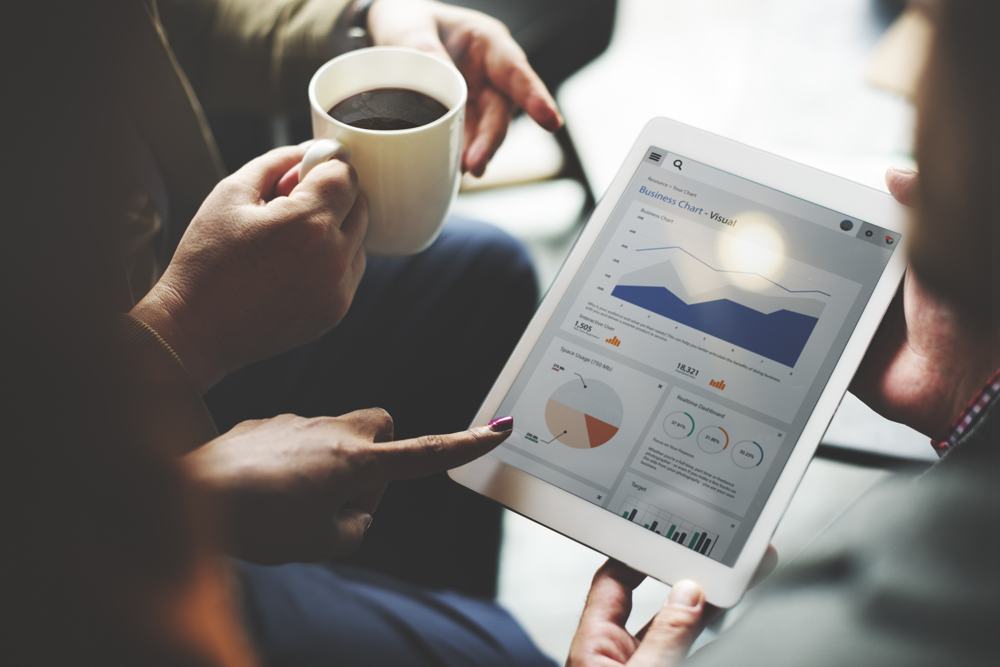 Resource > Your Chart
Business Chart - Visual
Business Chart
5M$
4M$
3M$
2M$
1M$
0M$
2 3 4 5 6 7 8
Who is your audience and what are their needs? This can help you better articulate the benefits of doing business
with you and deliver a smarter product or service.
Interactive User
1,505
18,321
Registered Users
Space Usage (750 Mb)
375 Mb
used
250 Mb
available
Realtime Dashboard
37.91%
31.86%
30.23%
Focus on Your Finances
Whether you're a full time, part time or freelance
photographer - or even if you make a few bucks on
the side from your photography - you are your own
business.
Target